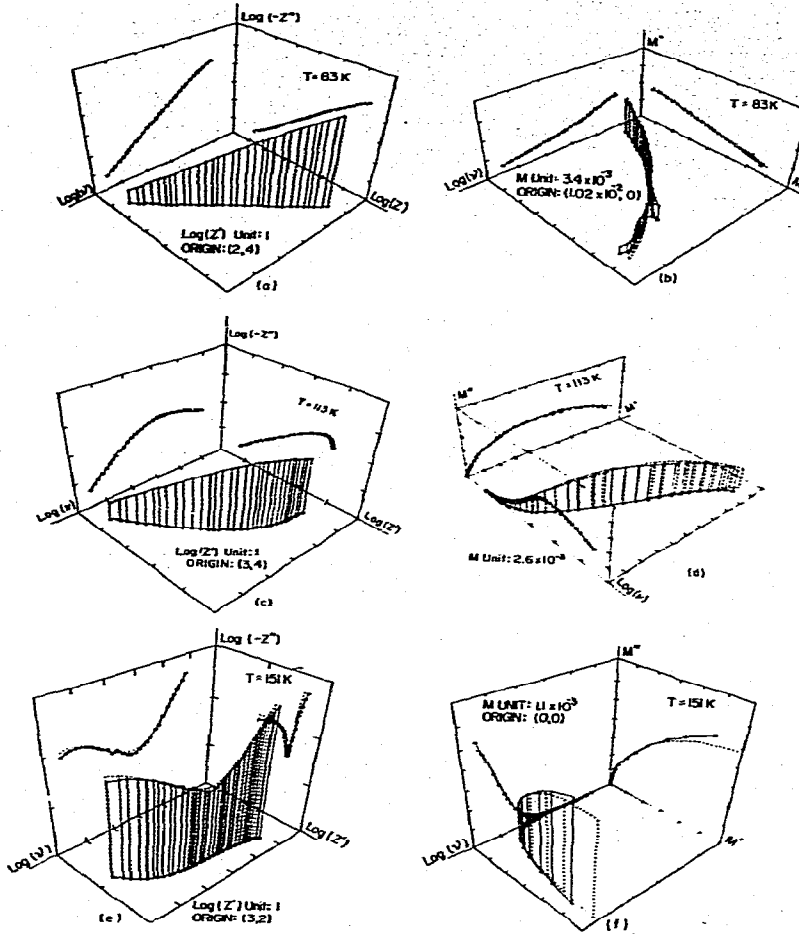 Log (-Z")
T = 83 K
Log(ν)
Log(Z')
Log(Z') Unit: 1
ORIGIN: (2,4)
(a)
M"
T = 83K
Log(ν)
M Unit: 3.4 x 10⁻³
ORIGIN: (1.02 x 10⁻², 0)
(b)
Log (-Z")
T = 113 K
Log (ν)
Log(Z')
Log(Z') Unit: 1
ORIGIN: (3,4)
(c)
M"
T = 113 K
M'
M Unit: 2.6 x 10⁻³
Log(ν)
(d)
Log (-Z")
T = 151 K
Log (ν)
Log(Z')
Log(Z') Unit: 1
ORIGIN: (3,2)
(e)
M"
M UNIT: 1.1 x 10⁻³
ORIGIN: (0,0)
T = 151 K
Log (ν)
M'
(f)